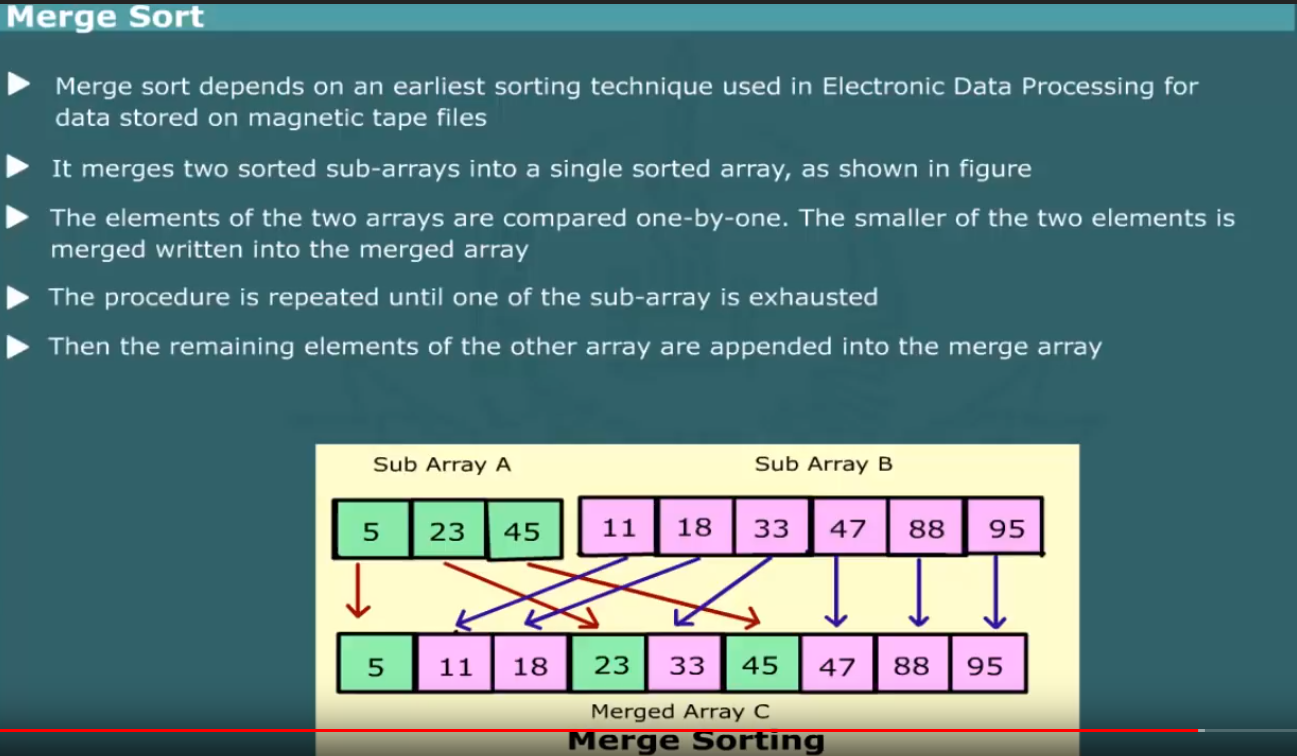 Merge Sort
Merge sort depends on an earliest sorting technique used in Electronic Data Processing for
data stored on magnetic tape files
It merges two sorted sub-arrays into a single sorted array, as shown in figure
The elements of the two arrays are compared one-by-one. The smaller of the two elements is
merged written into the merged array
The procedure is repeated until one of the sub-array is exhausted
Then the remaining elements of the other array are appended into the merge array
Sub Array A Sub Array B
5 23 45 11 18 33 47 88 95
5 11 18 23 33 45 47 88 95
Merged Array C
Merge Sorting